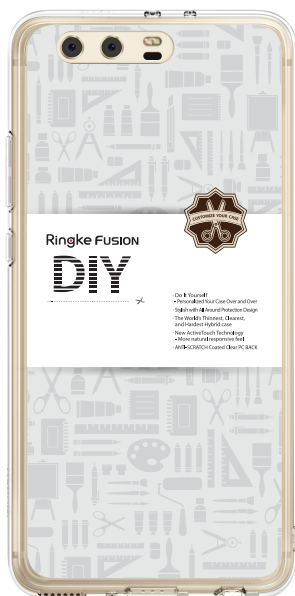 CUSTOMIZE YOUR CASE
Ringke FUSION
DIY
· Do It Yourself
- Personalized Your Case Over and Over
· Stylish with All Around Protection Design
· The World's Thinnest, Clearest,
and Hardest Hybrid case
· New ActiveTouch Technology
- More natural responsive feel
· ANTI-SCRATCH Coated Clear PC BACK